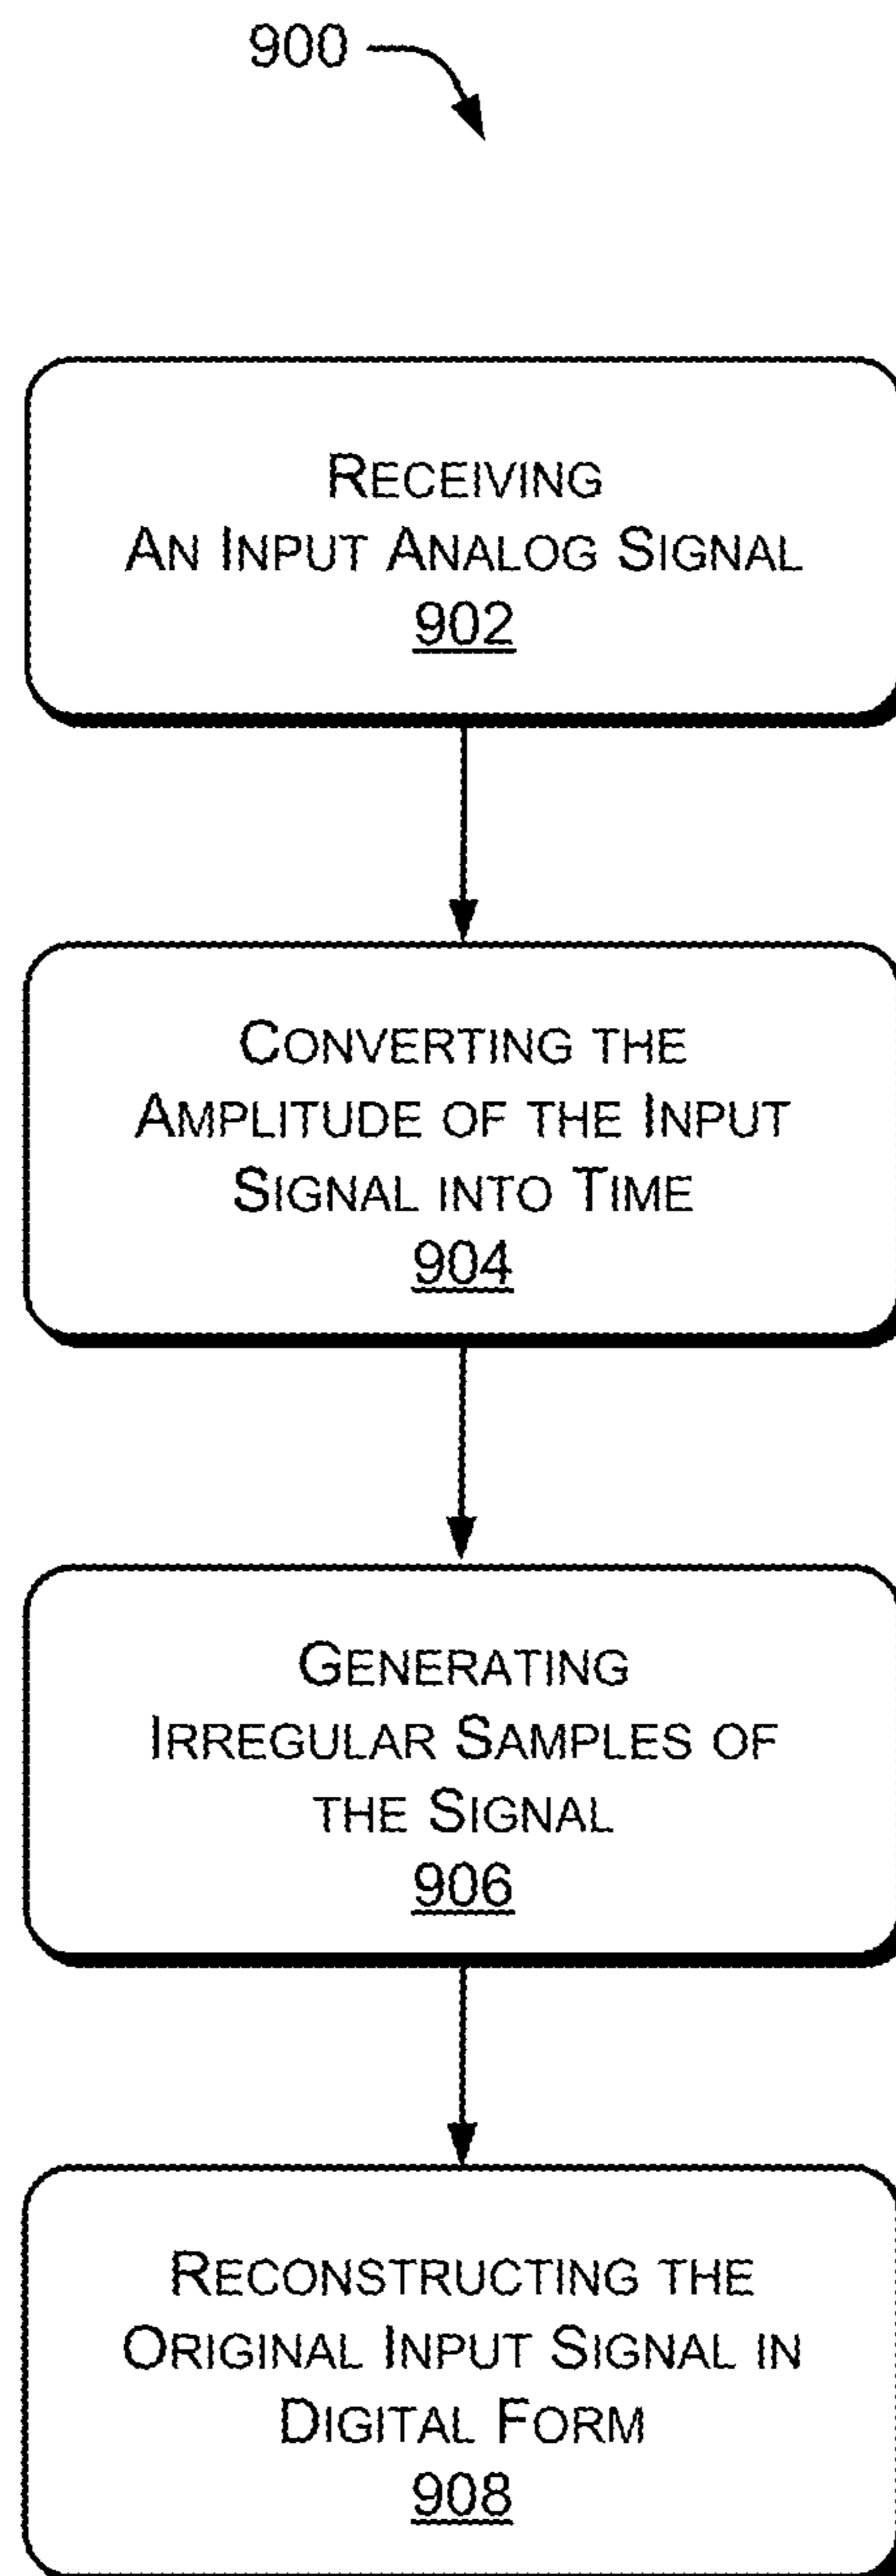 900
RECEIVING
AN INPUT ANALOG SIGNAL
902
CONVERTING THE
AMPLITUDE OF THE INPUT
SIGNAL INTO TIME
904
GENERATING
IRREGULAR SAMPLES OF
THE SIGNAL
906
RECONSTRUCTING THE
ORIGINAL INPUT SIGNAL IN
DIGITAL FORM
908